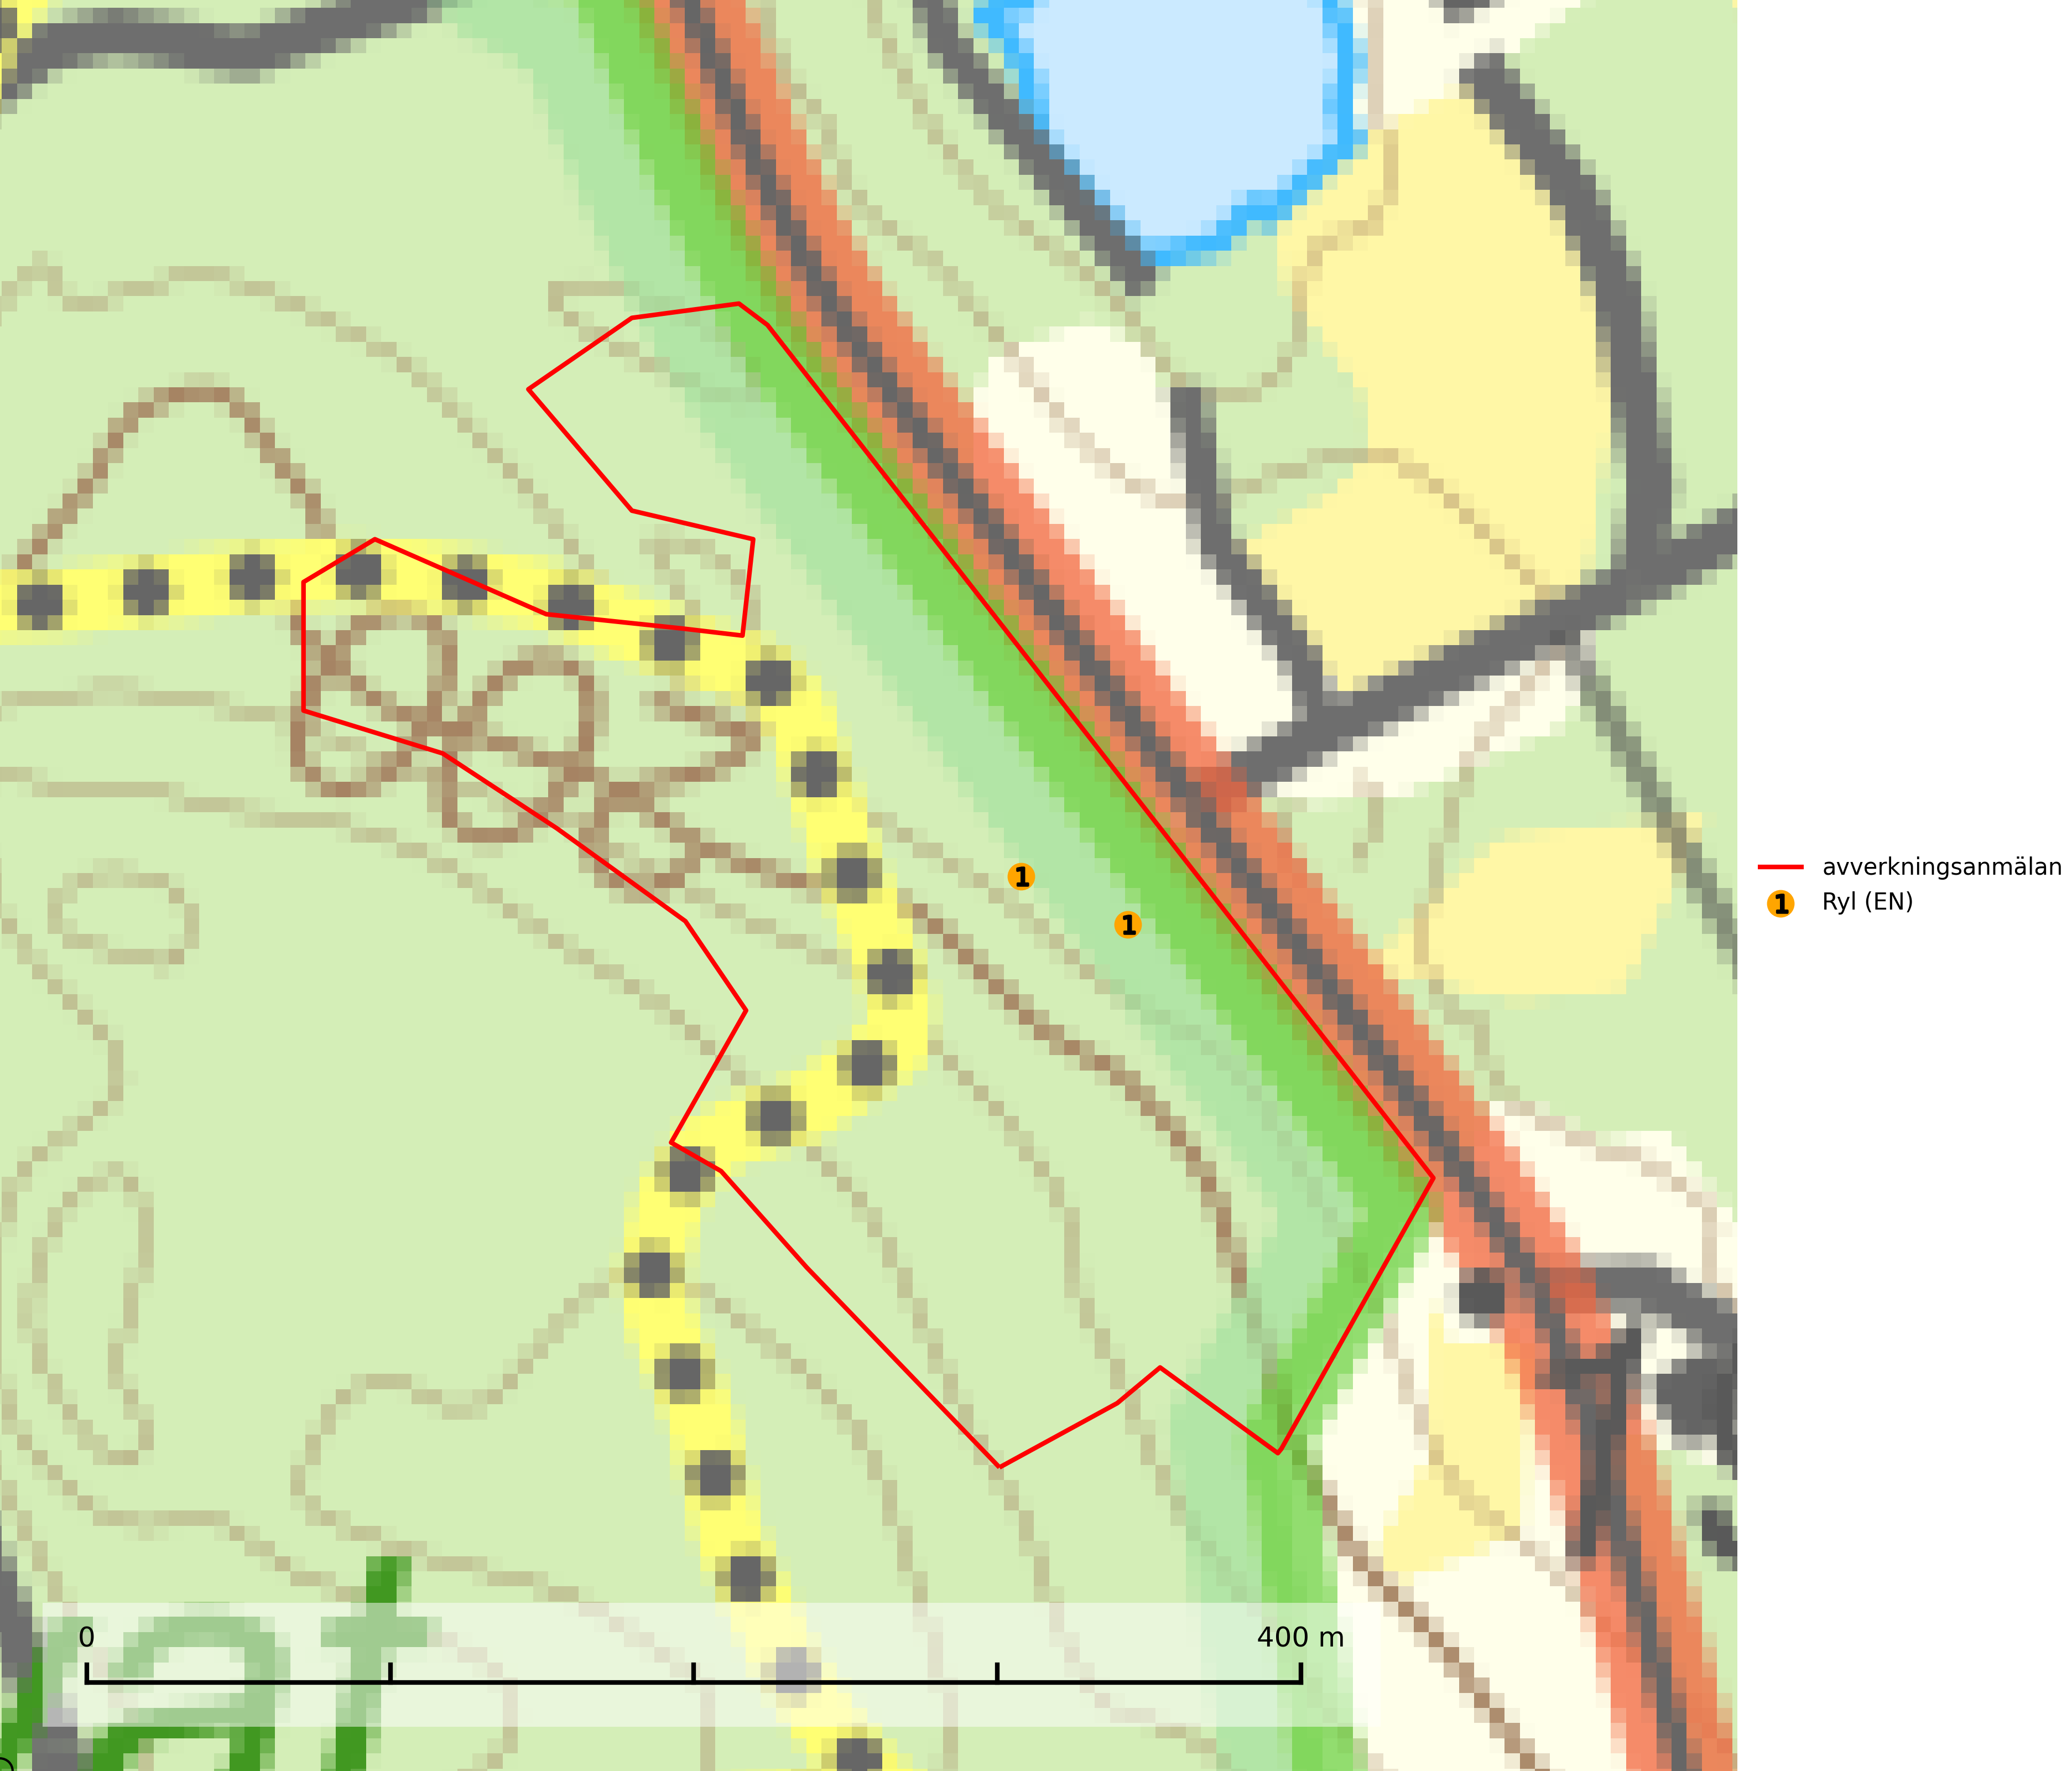 1
1
avverkningsanmälan
1 Ryl (EN)
0 400 m